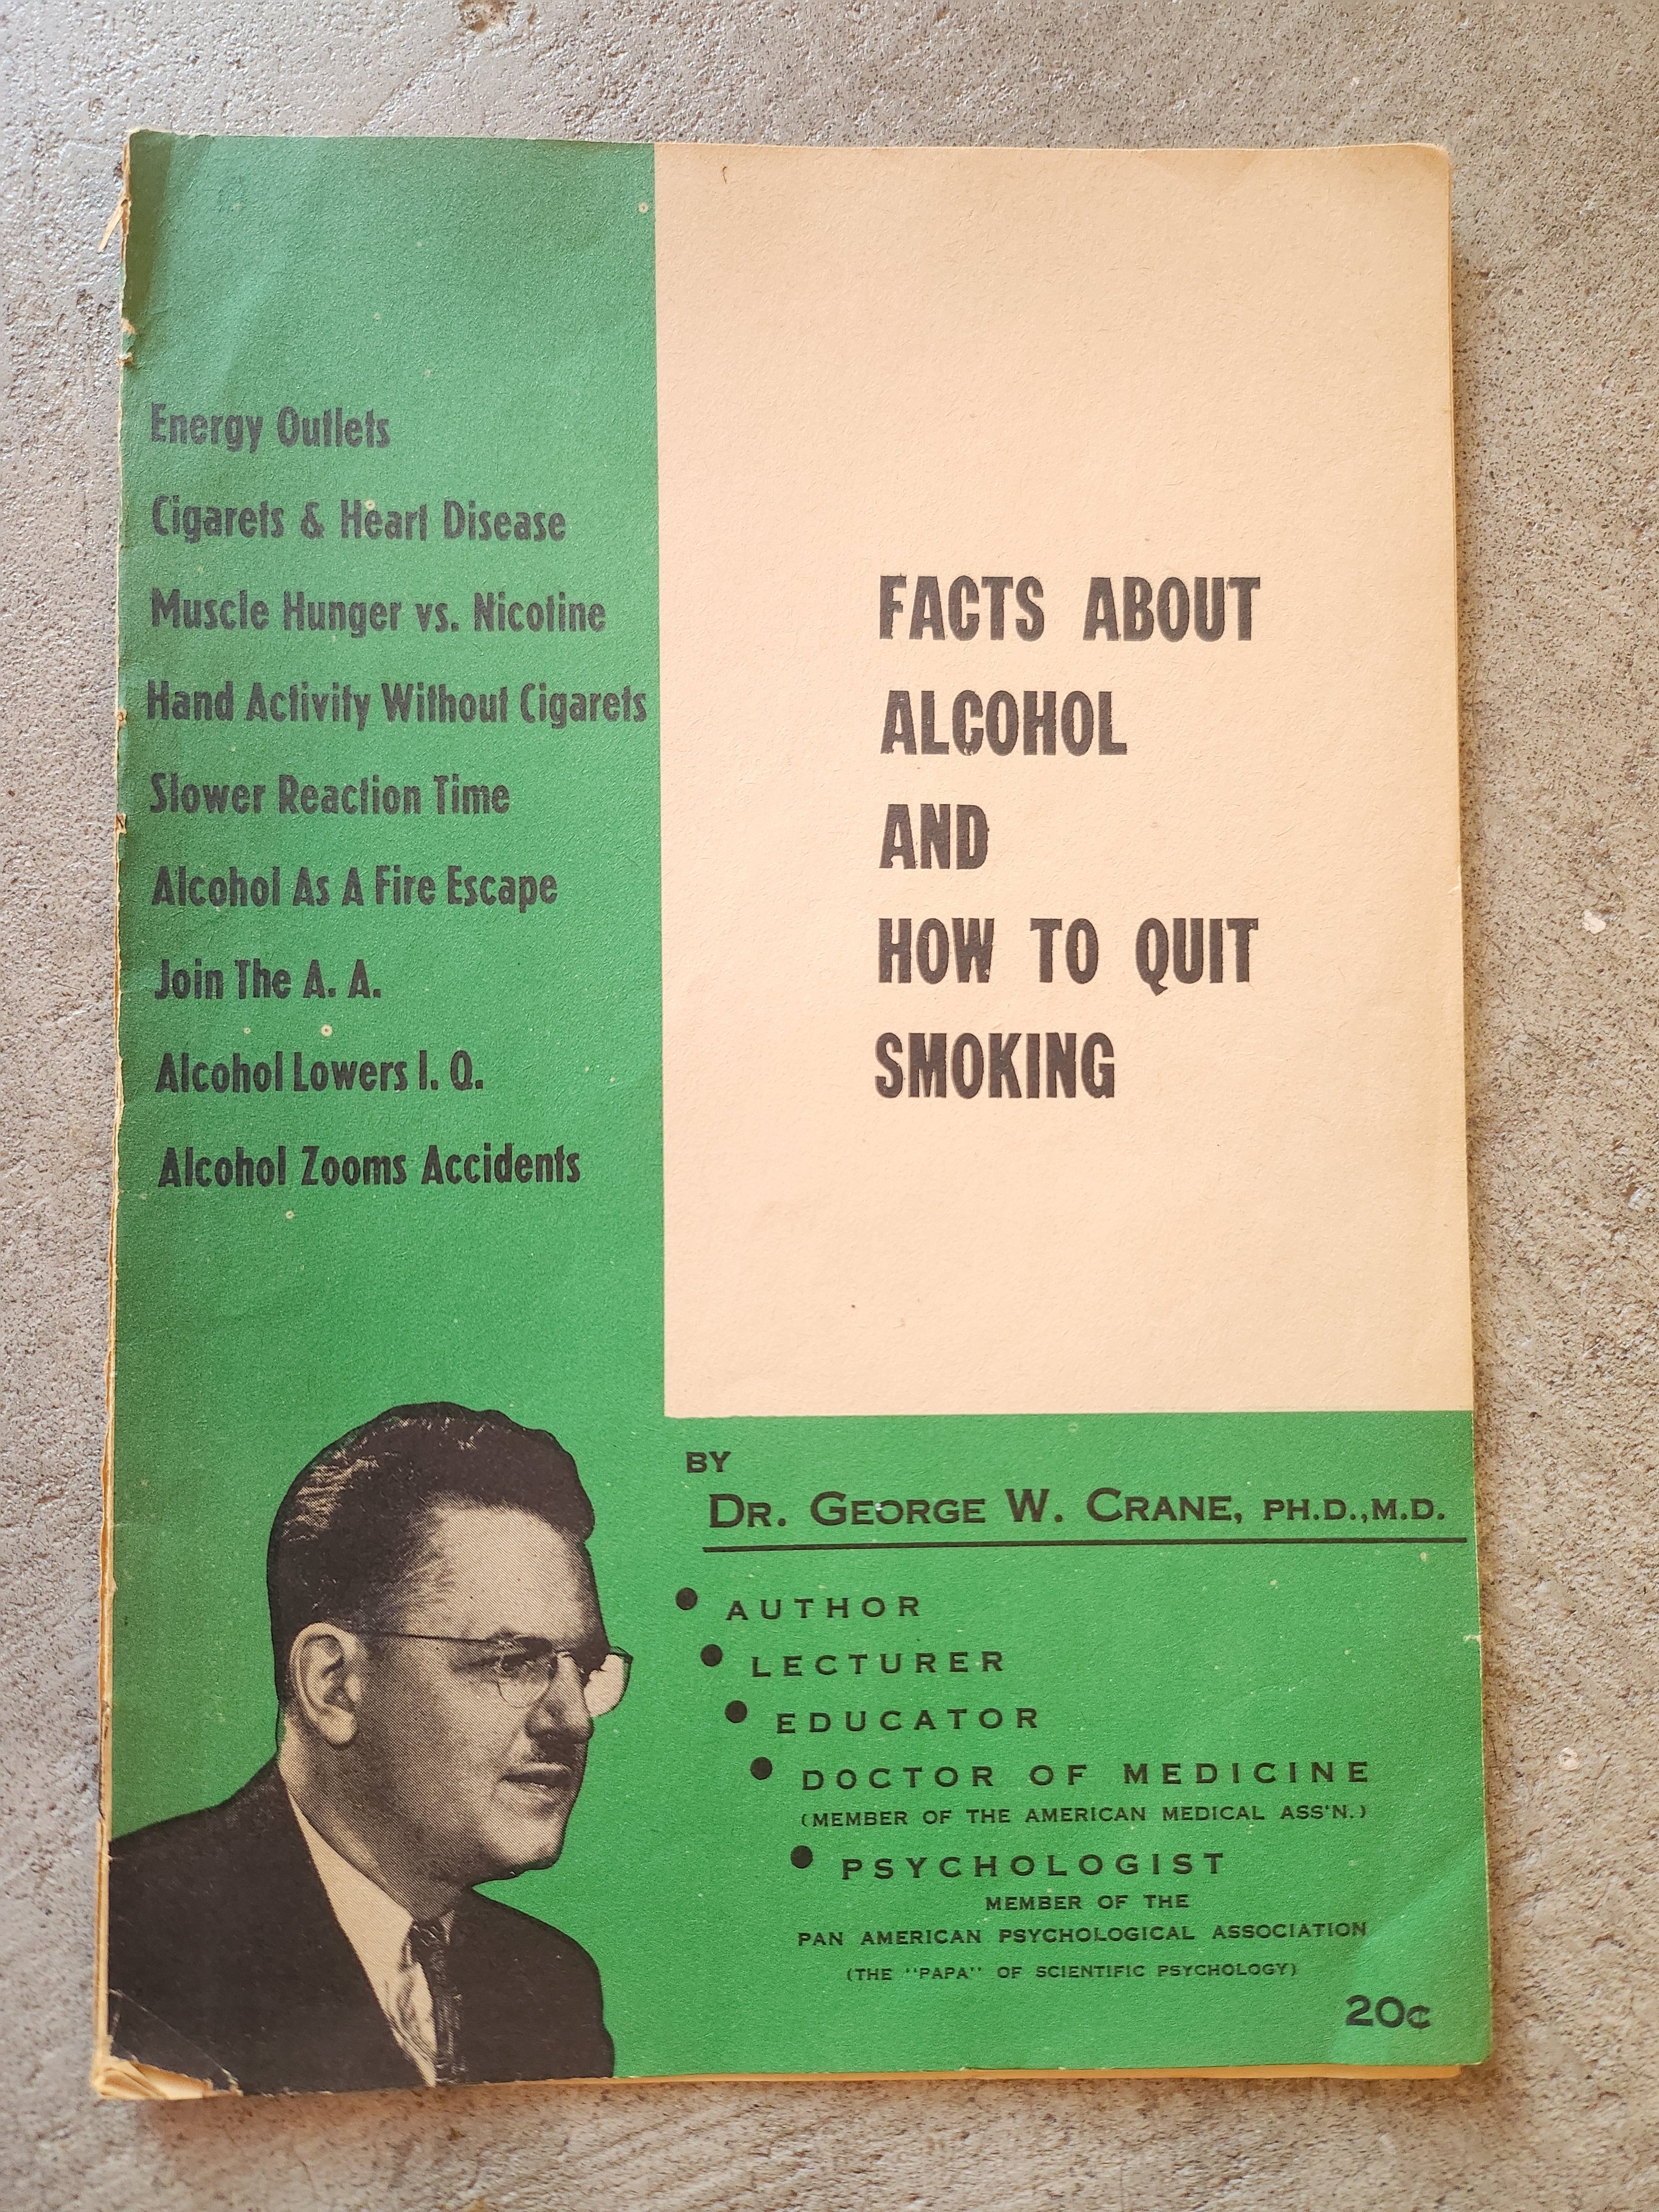 Energy Outlets
Cigarets & Heart Disease
Muscle Hunger vs. Nicotine
Hand Activity Without Cigarets
Slower Reaction Time
Alcohol As A Fire Escape
Join The A. A.
Alcohol Lowers I. Q.
Alcohol Zooms Accidents
FACTS ABOUT
ALCOHOL
AND
HOW TO QUIT
SMOKING
BY
DR. GEORGE W. CRANE, PH.D.,M.D.
• AUTHOR
• LECTURER
• EDUCATOR
• DOCTOR OF MEDICINE
(MEMBER OF THE AMERICAN MEDICAL ASS'N.)
• PSYCHOLOGIST
MEMBER OF THE
PAN AMERICAN PSYCHOLOGICAL ASSOCIATION
(THE "PAPA" OF SCIENTIFIC PSYCHOLOGY)
20¢